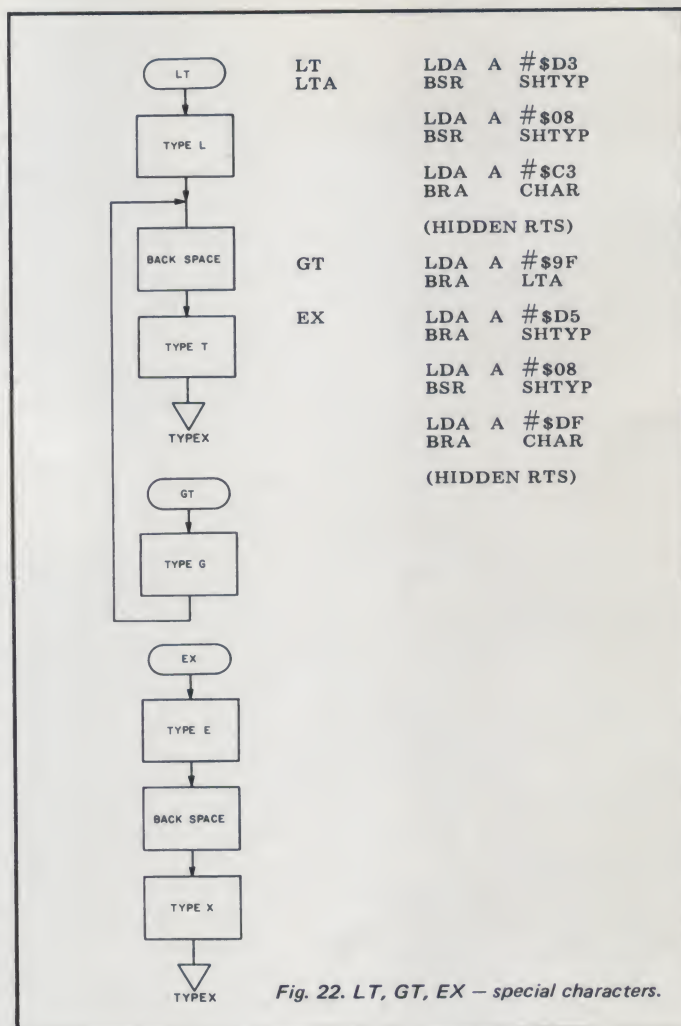 LT
TYPE L
BACK SPACE
TYPE T
TYPEX
GT
TYPE G
EX
TYPE E
BACK SPACE
TYPE X
TYPEX
LT LDA A #$D3
LTA BSR SHTYP
LDA A #$08
BSR SHTYP
LDA A #$C3
BRA CHAR
(HIDDEN RTS)
GT LDA A #$9F
BRA LTA
EX LDA A #$D5
BRA SHTYP
LDA A #$08
BSR SHTYP
LDA A #$DF
BRA CHAR
(HIDDEN RTS)
Fig. 22. LT, GT, EX — special characters.